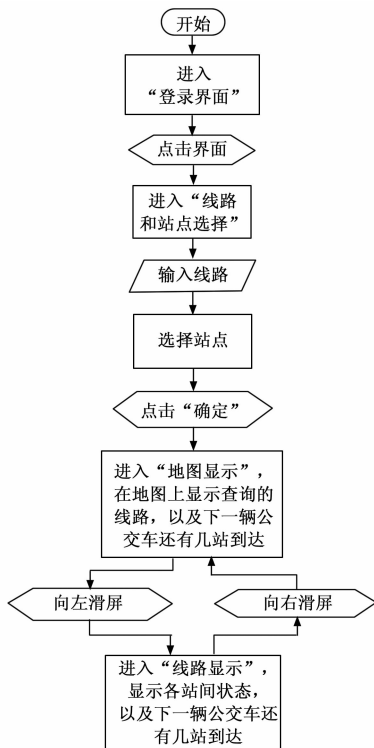 开始
进入
“登录界面”
点击界面
进入“线路
和站点选择”
输入线路
选择站点
点击“确定”
进入“地图显示”，
在地图上显示查询的
线路，以及下一辆公
交车还有几站到达
向左滑屏
向右滑屏
进入“线路显示”，
显示各站间状态，
以及下一辆公交车还
有几站到达